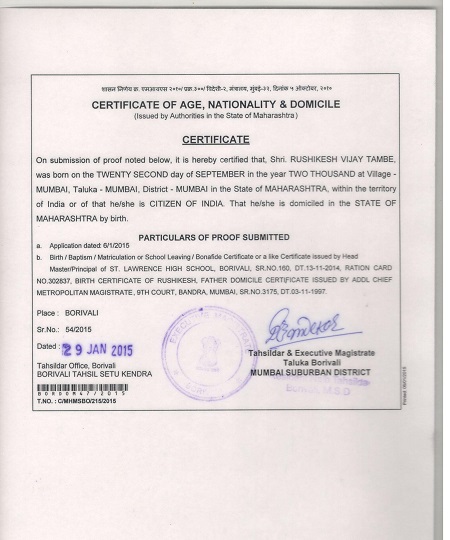 शासन निर्णय क्र. एमआयएस २०१०/ प्रक्र.३००/ विदेशी-२, मंत्रालय, मुंबई-३२, दिनांक ५ ऑक्टोबर, २०१०
CERTIFICATE OF AGE, NATIONALITY & DOMICILE
(Issued by Authorities in the State of Maharashtra)
CERTIFICATE
On submission of proof noted below, it is hereby certified that, Shri. RUSHIKESH VIJAY TAMBE,
was born on the TWENTY SECOND day of SEPTEMBER in the year TWO THOUSAND at Village -
MUMBAI, Taluka - MUMBAI, District - MUMBAI in the State of MAHARASHTRA, within the territory
of India or of that he/she is CITIZEN OF INDIA. That he/she is domiciled in the STATE OF
MAHARASHTRA by birth.
PARTICULARS OF PROOF SUBMITTED
a. Application dated: 6/1/2015
b. Birth / Baptism / Matriculation or School Leaving / Bonafide Certificate or a like Certificate issued by Head
Master/Principal of ST. LAWRENCE HIGH SCHOOL, BORIVALI, SR.NO.160, DT.13-11-2014, RATION CARD
NO.302837, BIRTH CERTIFICATE OF RUSHIKESH, FATHER DOMICILE CERTIFICATE ISSUED BY ADDL CHIEF
METROPOLITAN MAGISTRATE, 9TH COURT, BANDRA, MUMBAI, SR.NO.3175, DT.03-11-1997.
Place : BORIVALI
Sr.No.: 54/2015
Dated : 29 JAN 2015
Tahsildar Office, Borivali
BORIVALI TAHSIL SETU KENDRA
T.NO. : C/MHMSBO/215/2015
EXECUTIVE MAGISTRATE
Tahsildar & Executive Magistrate
Taluka Borivali
MUMBAI SUBURBAN DISTRICT
Tahsildar
Borivali, M.S.D